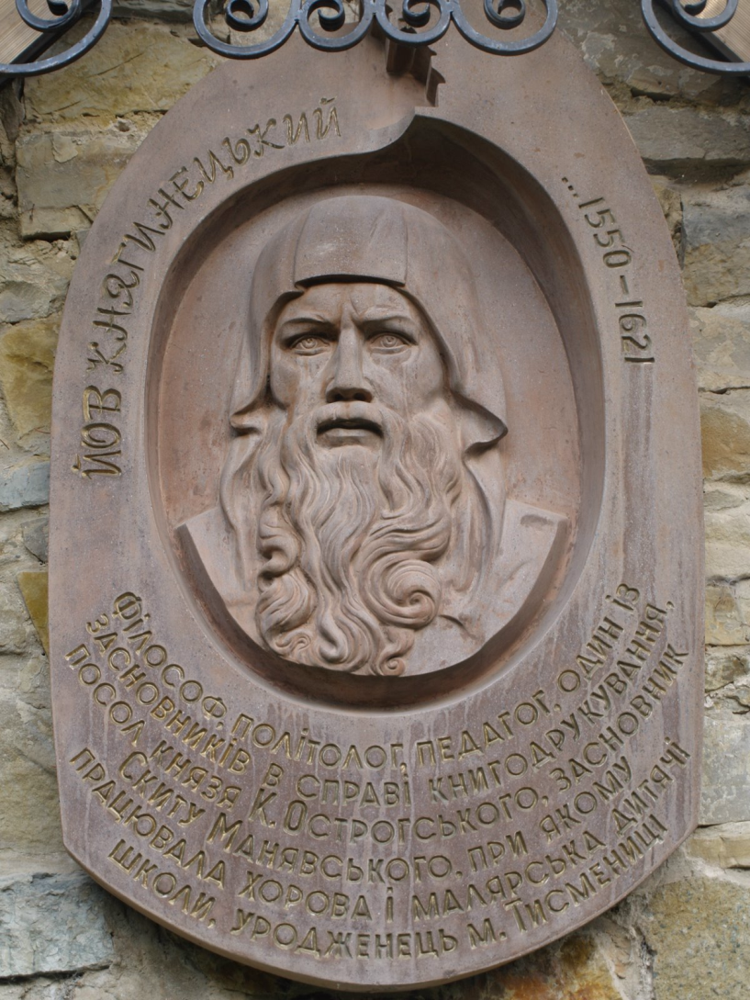 Йов Княгиницький
...1550-1621
Філософ, політолог, педагог, один із
засновників в справі книгодрукування,
посол князя К. Острогського, засновник
Скиту Манявського, при якому
працювала хорова і малярська дитячі
школи, уродженець м. Тисмениці